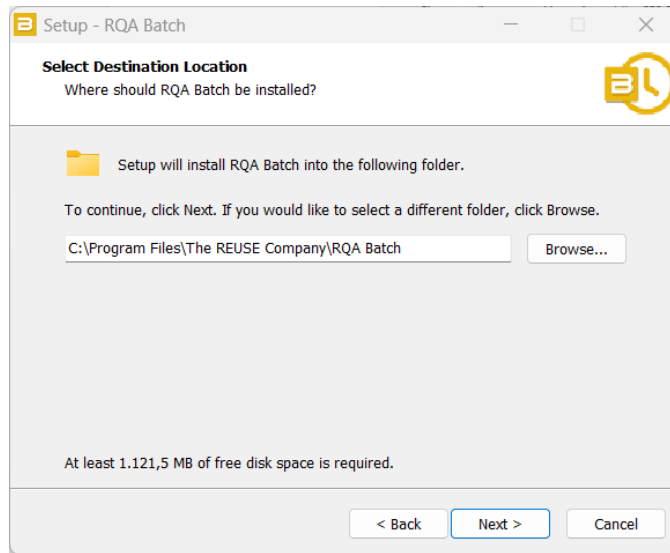 Setup - RQA Batch
Select Destination Location
Where should RQA Batch be installed?
B
Setup will install RQA Batch into the following folder.
To continue, click Next. If you would like to select a different folder, click Browse.
C:\Program Files\The REUSE Company\RQA Batch
Browse...
At least 1.121,5 MB of free disk space is required.
< Back
Next >
Cancel